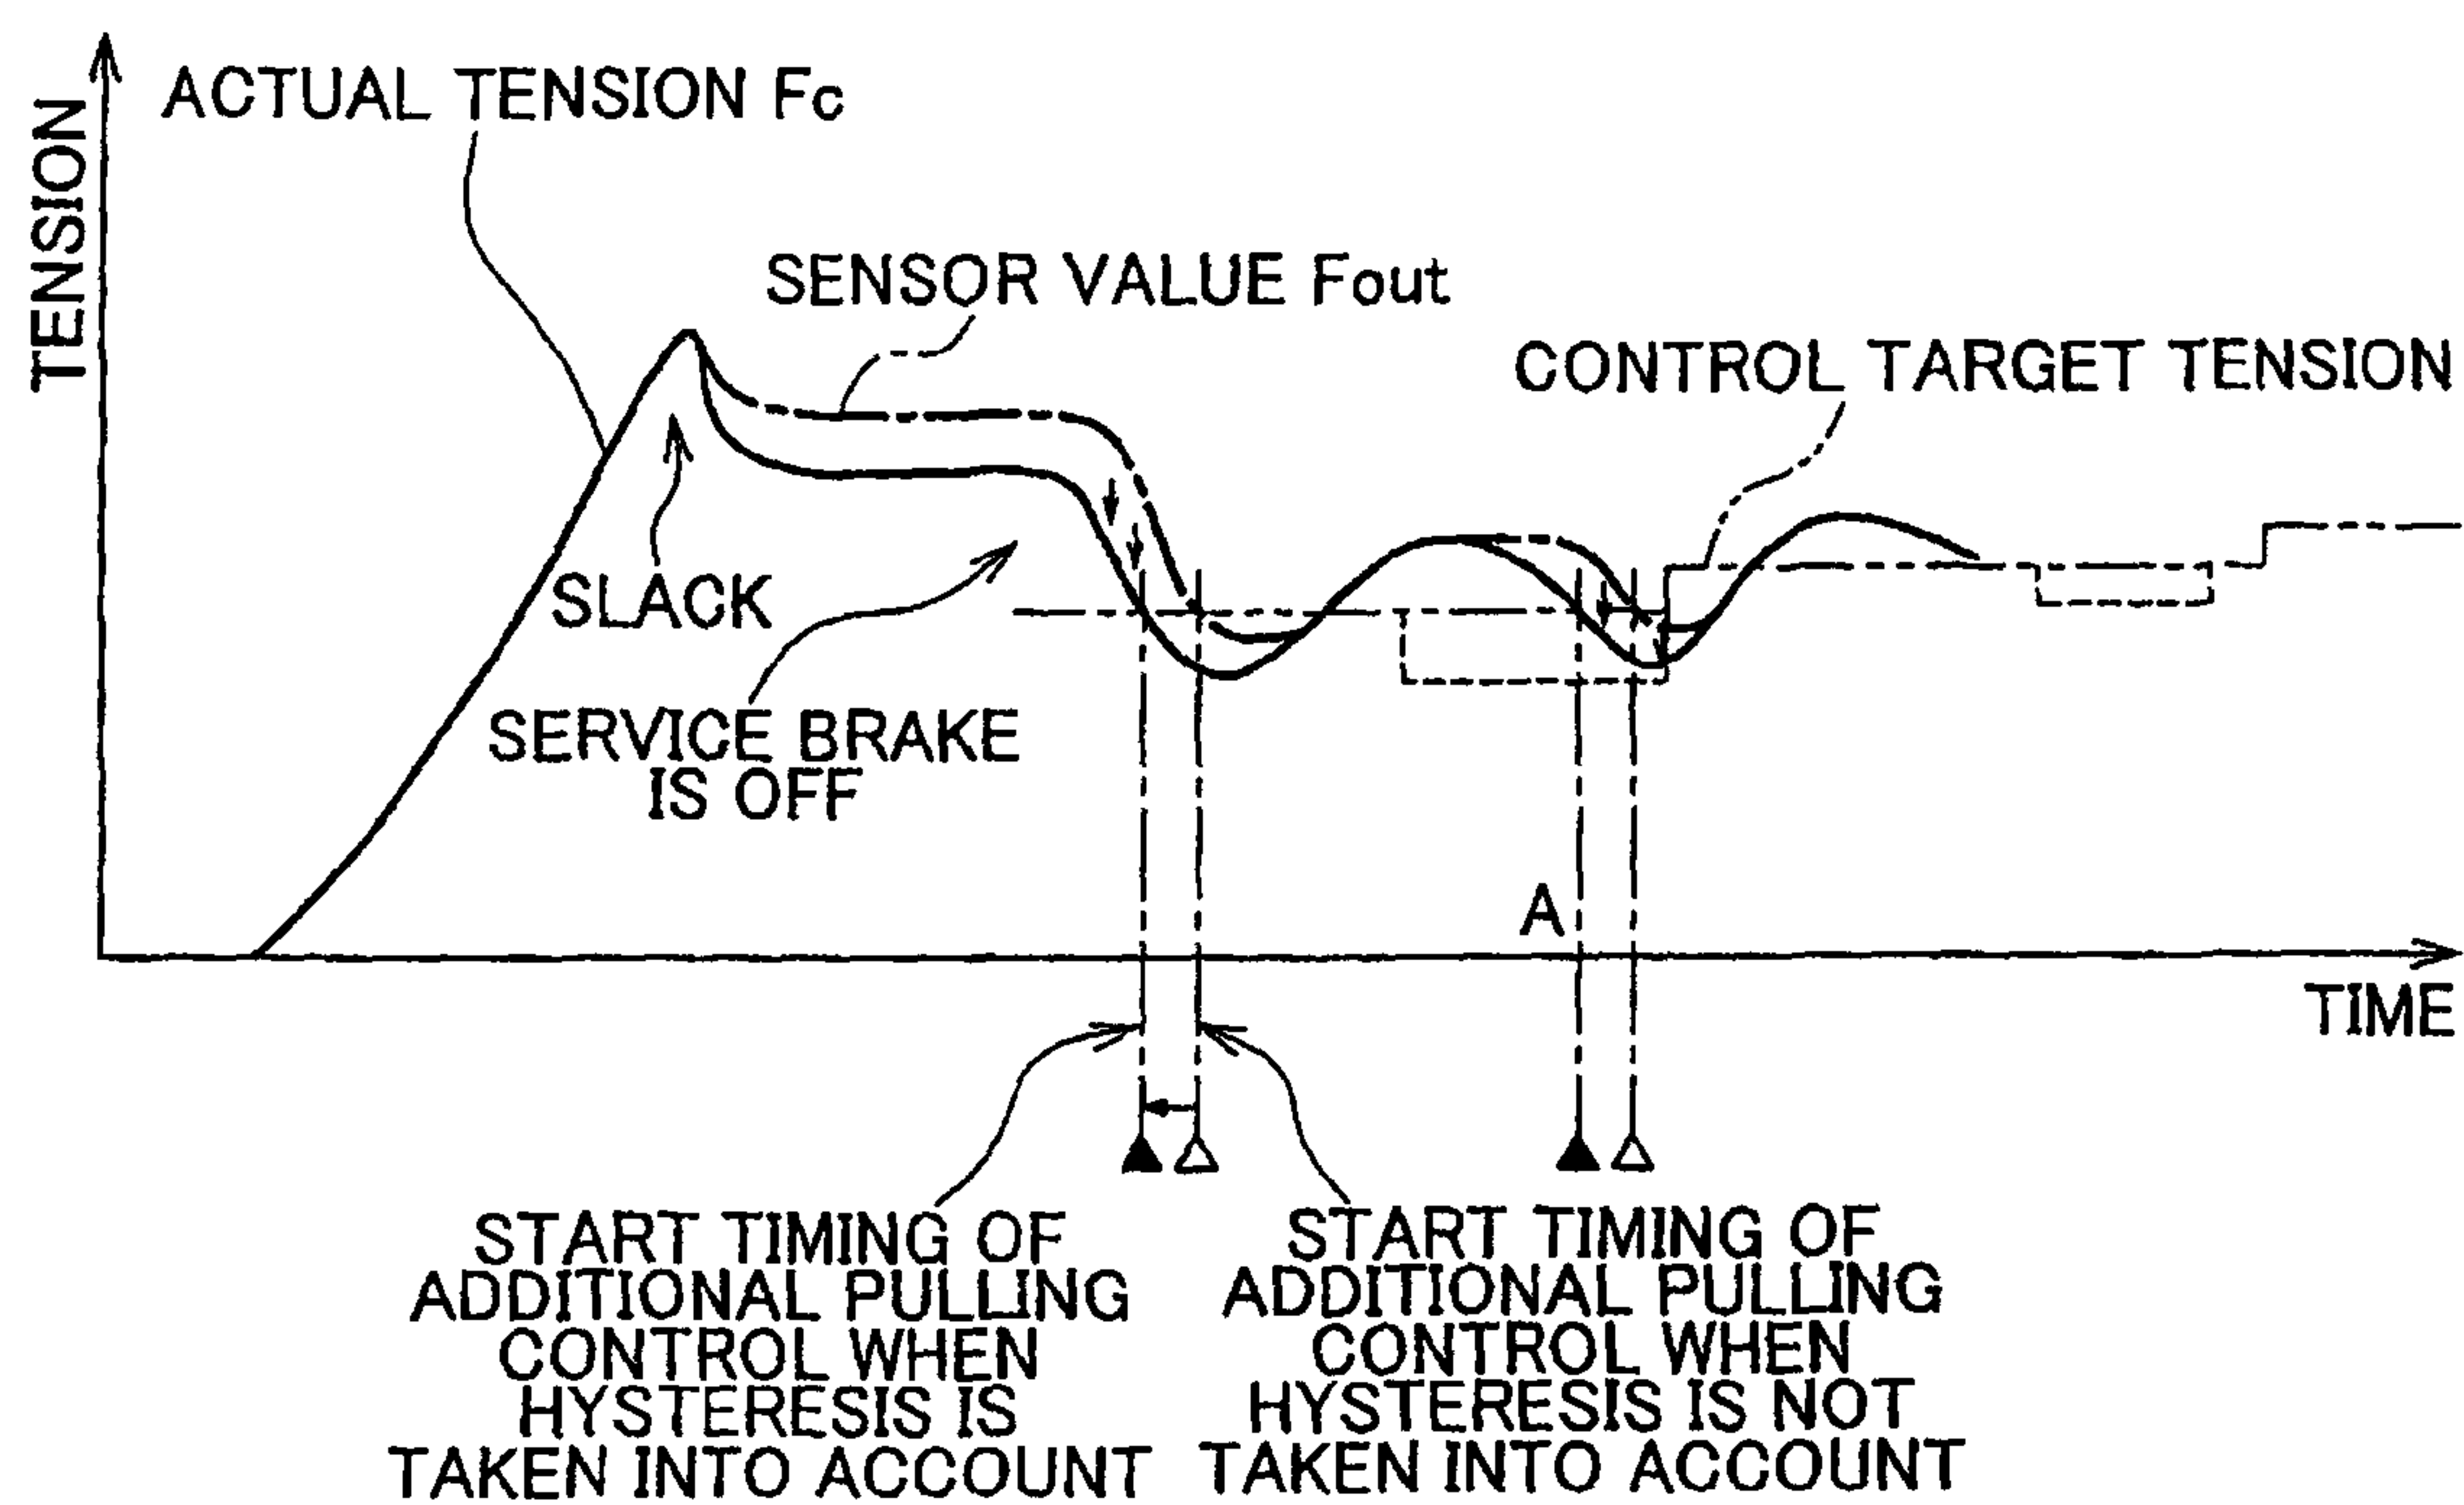 ACTUAL TENSION Fc
TENSION
SENSOR VALUE Fout
CONTROL TARGET TENSION
SLACK
SERVICE BRAKE
IS OFF
A
TIME
START TIMING OF
ADDITIONAL PULLING
CONTROL WHEN
HYSTERESIS IS
TAKEN INTO ACCOUNT
START TIMING OF
ADDITIONAL PULLING
CONTROL WHEN
HYSTERESIS IS NOT
TAKEN INTO ACCOUNT